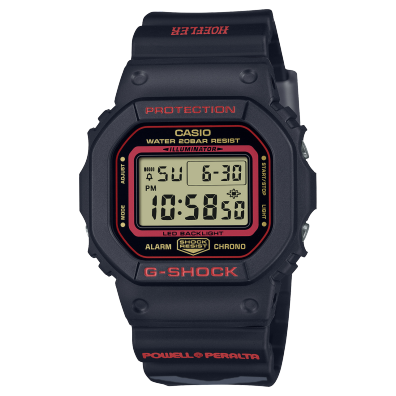 HOEFLER
PROTECTION
CASIO
WATER 20BAR RESIST
ILLUMINATOR
ADJUST
START/STOP
SU 6-30
PM
10:58 50
MODE
LIGHT
LED BACKLIGHT
ALARM SHOCK RESIST CHRONO
G-SHOCK
POWELL PERALTA